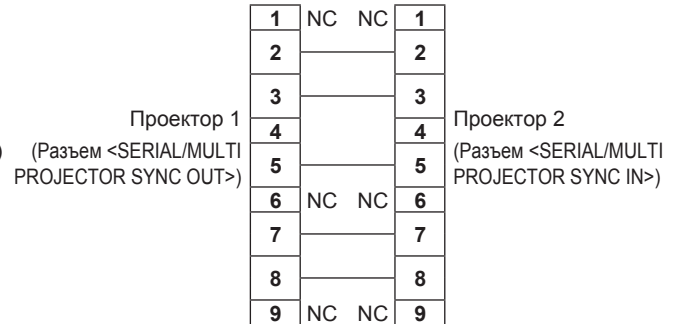 1 NC NC 1
2 2
3 3
Проектор 1
Проектор 2
4 4
) (Разъем <SERIAL/MULTI
PROJECTOR SYNC OUT>)
(Разъем <SERIAL/MULTI
PROJECTOR SYNC IN>)
5 5
6 NC NC 6
7 7
8 8
9 NC NC 9